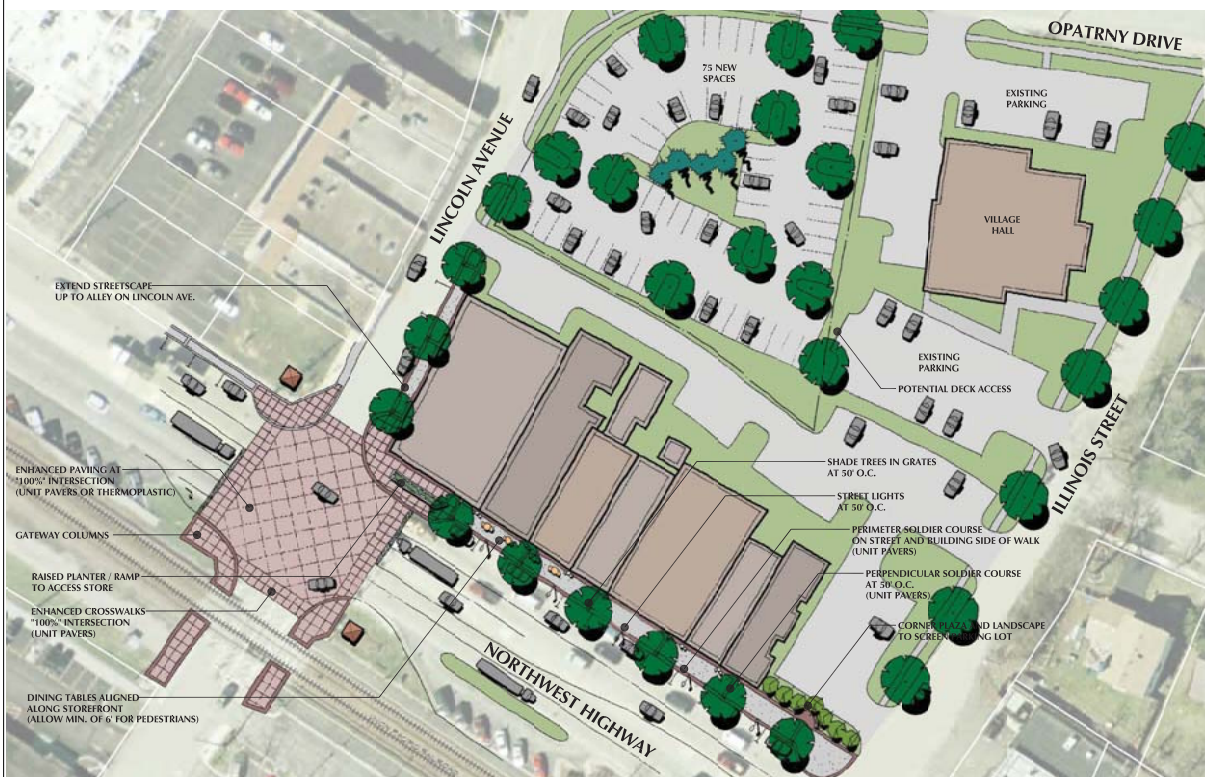 OPATRNY DRIVE
75 NEW
SPACES
EXISTING
PARKING
LINCOLN AVENUE
VILLAGE
HALL
EXTEND STREETSCAPE
UP TO ALLEY ON LINCOLN AVE.
EXISTING
PARKING
POTENTIAL DECK ACCESS
ILLINOIS STREET
SHADE TREES IN GRATES
AT 50' O.C.
STREET LIGHTS
AT 50' O.C.
PERIMETER SOLDIER COURSE
ON STREET AND BUILDING SIDE OF WALK
(UNIT PAVERS)
PERPENDICULAR SOLDIER COURSE
AT 50' O.C.
(UNIT PAVERS)
CORNER PLAZA AND LANDSCAPE
TO SCREEN PARKING LOT
ENHANCED PAVIING AT
"100%" INTERSECTION
(UNIT PAVERS OR THERMOPLASTIC)
GATEWAY COLUMNS
RAISED PLANTER / RAMP
TO ACCESS STORE
ENHANCED CROSSWALKS
"100%" INTERSECTION
(UNIT PAVERS)
DINING TABLES ALIGNED
ALONG STOREFRONT
(ALLOW MIN. OF 6' FOR PEDESTRIANS)
NORTHWEST HIGHWAY